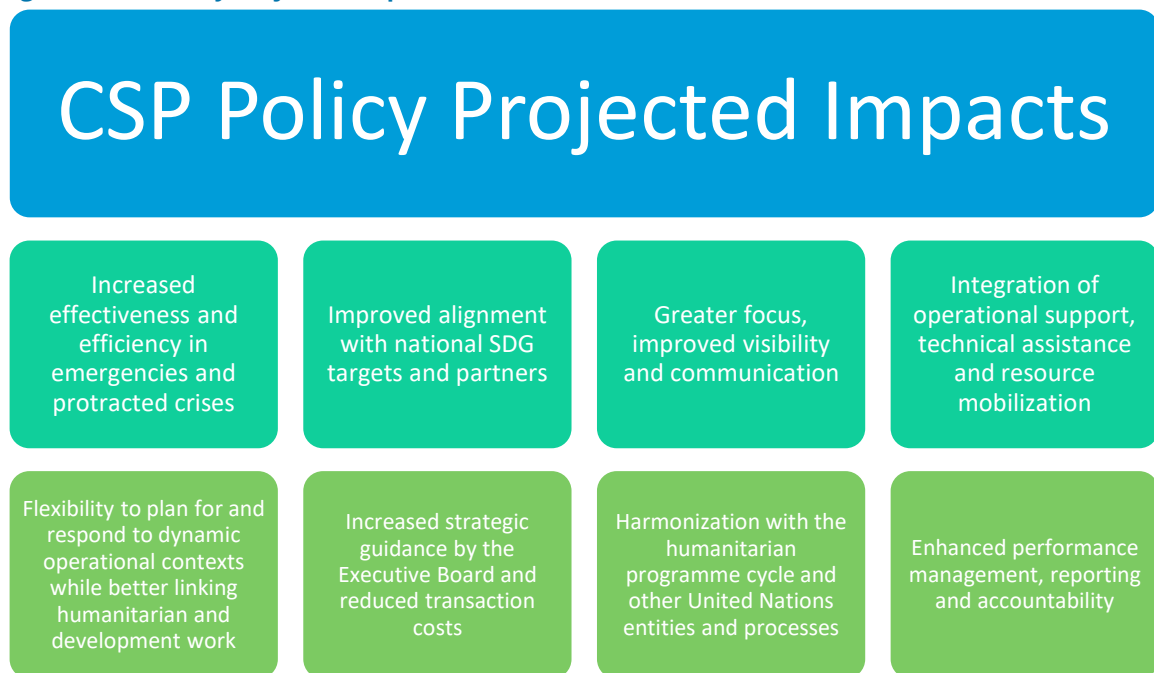 CSP Policy Projected Impacts
Increased
effectiveness and
efficiency in
emergencies and
protracted crises
Improved alignment
with national SDG
targets and partners
Greater focus,
improved visibility
and communication
Integration of
operational support,
technical assistance
and resource
mobilization
Flexibility to plan for and
respond to dynamic
operational contexts
while better linking
humanitarian and
development work
Increased strategic
guidance by the
Executive Board and
reduced transaction
costs
Harmonization with the
humanitarian
programme cycle and
other United Nations
entities and processes
Enhanced performance
management, reporting
and accountability